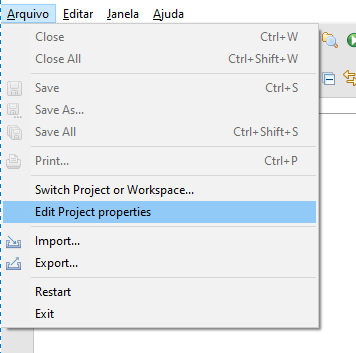 Arquivo Editar Janela Ajuda
Close Ctrl+W
Close All Ctrl+Shift+W
Save Ctrl+S
Save As...
Save All Ctrl+Shift+S
Print... Ctrl+P
Switch Project or Workspace...
Edit Project properties
Import...
Export...
Restart
Exit